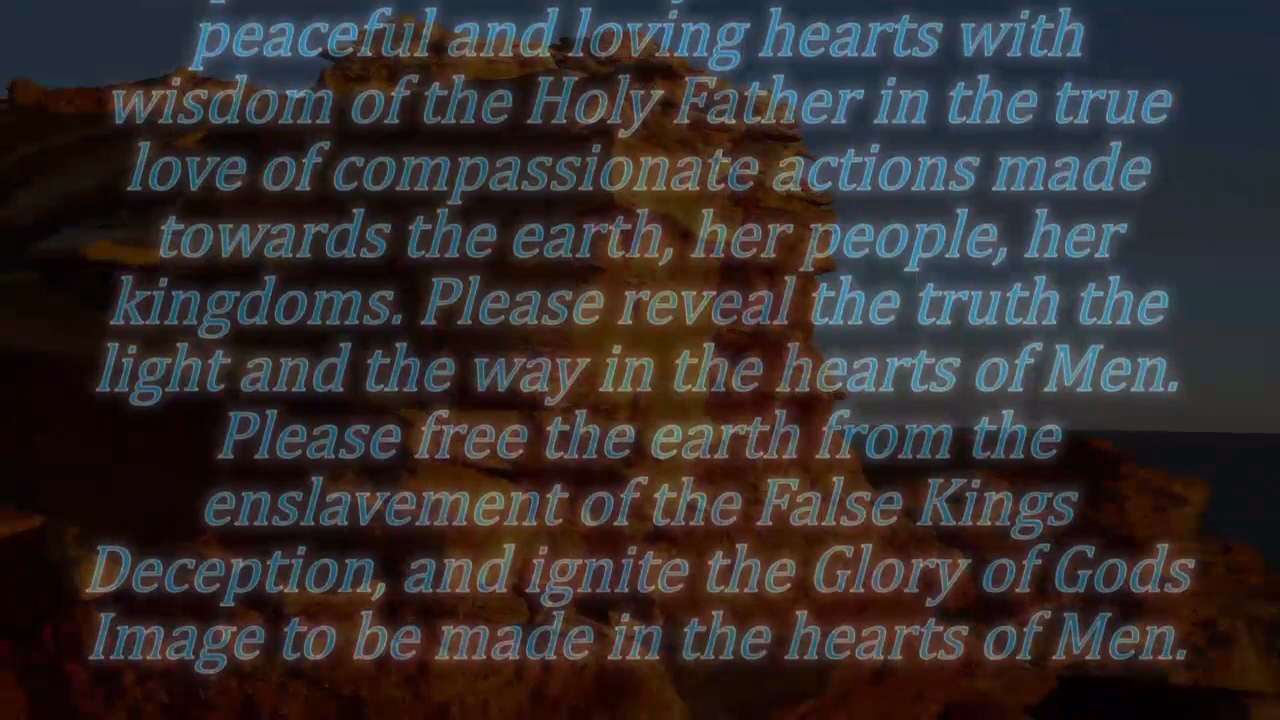 peaceful and loving hearts with
wisdom of the Holy Father in the true
love of compassionate actions made
towards the earth, her people, her
kingdoms. Please reveal the truth the
light and the way in the hearts of Men.
Please free the earth from the
enslavement of the False Kings
Deception, and ignite the Glory of Gods
Image to be made in the hearts of Men.